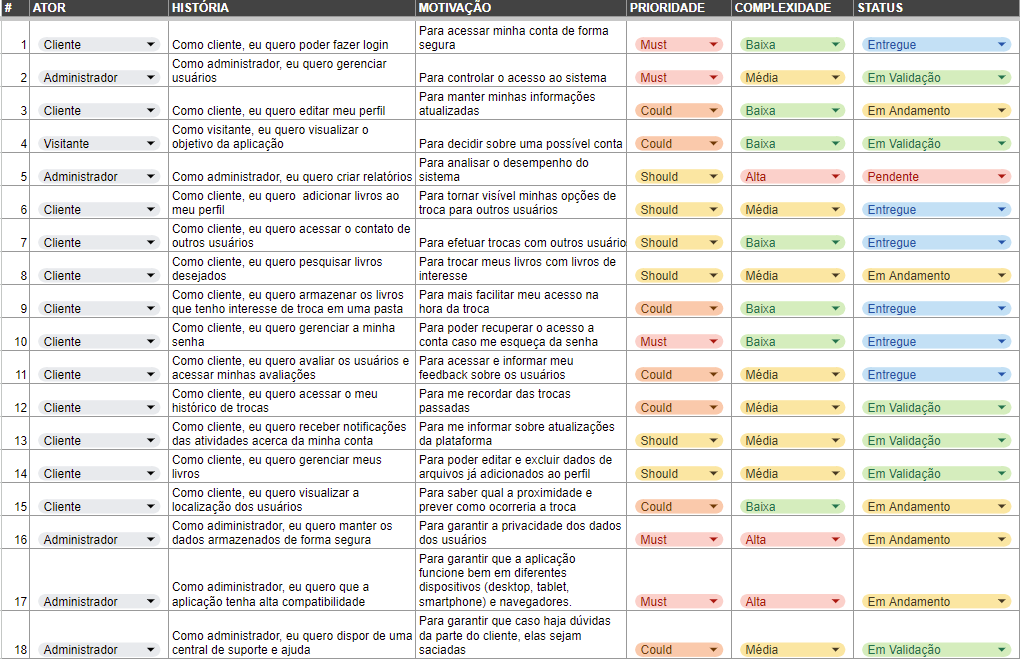 # ATOR HISTÓRIA MOTIVAÇÃO PRIORIDADE COMPLEXIDADE STATUS
Para acessar minha conta de forma
1 Cliente Como cliente, eu quero poder fazer login segura Must Baixa Entregue
Como administrador, eu quero gerenciar
2 Administrador usuários Para controlar o acesso ao sistema Must Média Em Validação
Para manter minhas informações
3 Cliente Como cliente, eu quero editar meu perfil atualizadas Could Baixa Em Andamento
Como visitante, eu quero visualizar o
4 Visitante objetivo da aplicação Para decidir sobre uma possível conta Could Baixa Em Validação
Para analisar o desempenho do
5 Administrador Como administrador, eu quero criar relatórios sistema Should Alta Pendente
Como cliente, eu quero adicionar livros ao Para tornar visível minhas opções de
6 Cliente meu perfil troca para outros usuários Should Média Entregue
Como cliente, eu quero acessar o contato de
7 Cliente outros usuários Para efetuar trocas com outros usuário Should Baixa Entregue
Como cliente, eu quero pesquisar livros Para trocar meus livros com livros de
8 Cliente desejados interesse Should Média Em Andamento
Como cliente, eu quero armazenar os livros Para mais facilitar meu acesso na
9 Cliente que tenho interesse de troca em uma pasta hora da troca Could Baixa Entregue
Como cliente, eu quero gerenciar a minha Para poder recuperar o acesso a
10 Cliente senha conta caso me esqueça da senha Must Baixa Entregue
Como cliente, eu quero avaliar os usuários e Para acessar e informar meu
11 Cliente acessar minhas avaliações feedback sobre os usuários Could Média Entregue
Como cliente, eu quero acessar o meu Para me recordar das trocas
12 Cliente histórico de trocas passadas Could Média Em Validação
Como cliente, eu quero receber notificações Para me informar sobre atualizações
13 Cliente das atividades acerca da minha conta da plataforma Should Média Em Validação
Como cliente, eu quero gerenciar meus Para poder editar e excluir dados de
14 Cliente livros arquivos já adicionados ao perfil Should Média Em Validação
Como cliente, eu quero visualizar a Para saber qual a proximidade e
15 Cliente localização dos usuários prever como ocorreria a troca Could Baixa Em Andamento
Como adiministrador, eu quero manter os Para garantir a privacidade dos dados
16 Administrador dados armazenados de forma segura dos usuários Must Alta Em Andamento
Para garantir que a aplicação
funcione bem em diferentes
Como adiministrador, eu quero que a dispositivos (desktop, tablet,
17 Administrador aplicação tenha alta compatibilidade smartphone) e navegadores. Must Alta Em Andamento
Para garantir que caso haja dúvidas
Como administrador, eu quero dispor de uma da parte do cliente, elas sejam
18 Administrador central de suporte e ajuda saciadas Could Média Em Validação